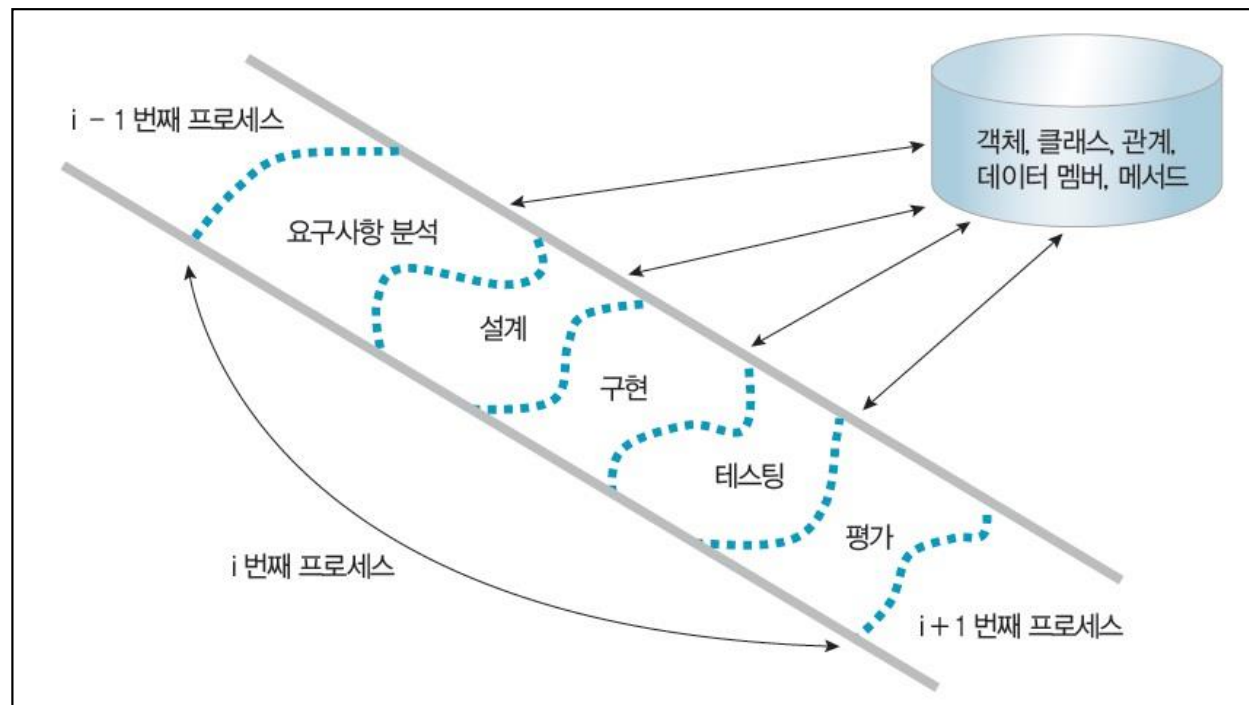 i - 1 번째 프로세스
객체, 클래스, 관계,
데이터 멤버, 메서드
요구사항 분석
설계
구현
테스팅
평가
i 번째 프로세스
i + 1 번째 프로세스